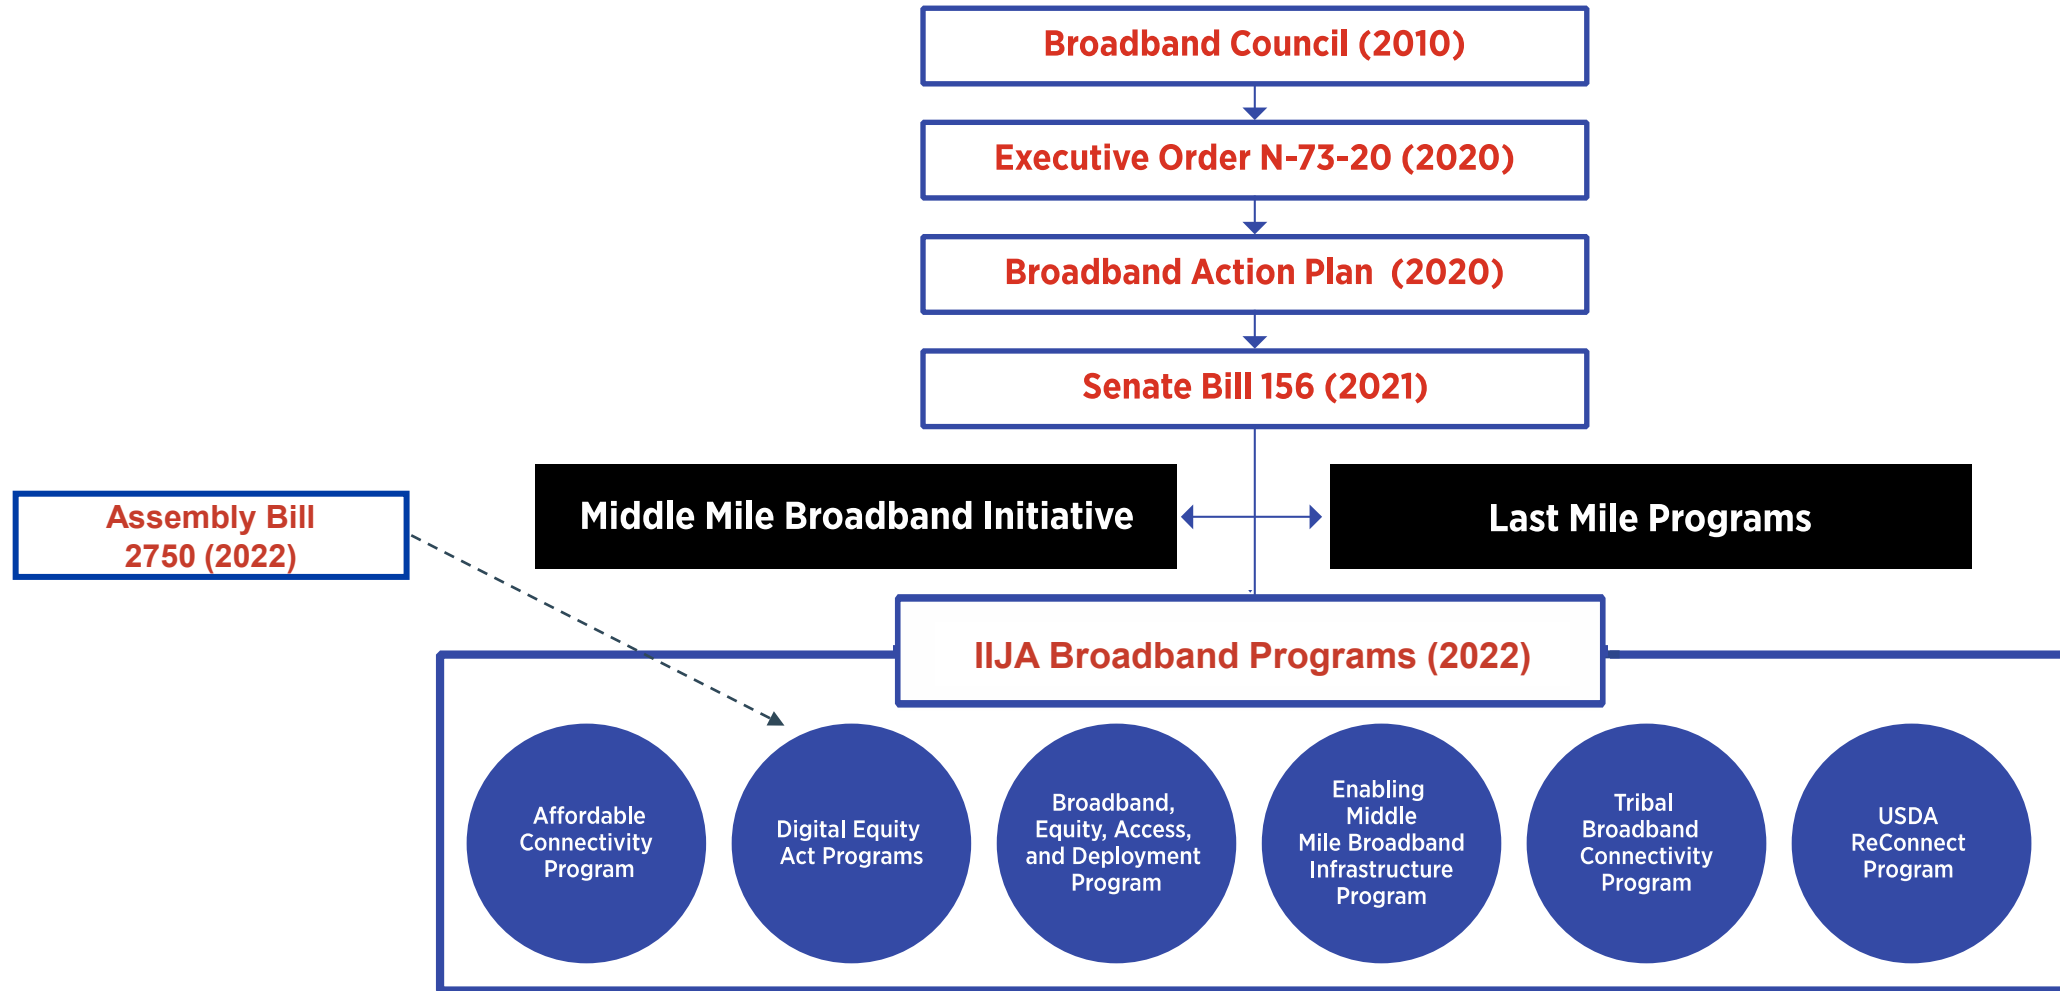 Broadband Council (2010)
Executive Order N-73-20 (2020)
Broadband Action Plan (2020)
Senate Bill 156 (2021)
Middle Mile Broadband Initiative
Last Mile Programs
Assembly Bill
2750 (2022)
IIJA Broadband Programs (2022)
Affordable
Connectivity
Program
Digital Equity
Act Programs
Broadband,
Equity, Access,
and Deployment
Program
Enabling
Middle
Mile Broadband
Infrastructure
Program
Tribal
Broadband
Connectivity
Program
USDA
ReConnect
Program